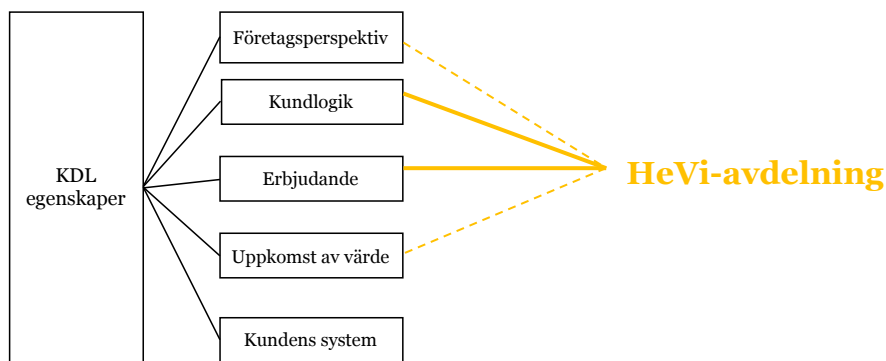 KDL
egenskaper
Företagsperspektiv
Kundlogik
Erbjudande
Uppkomst av värde
Kundens system
HeVi-avdelning